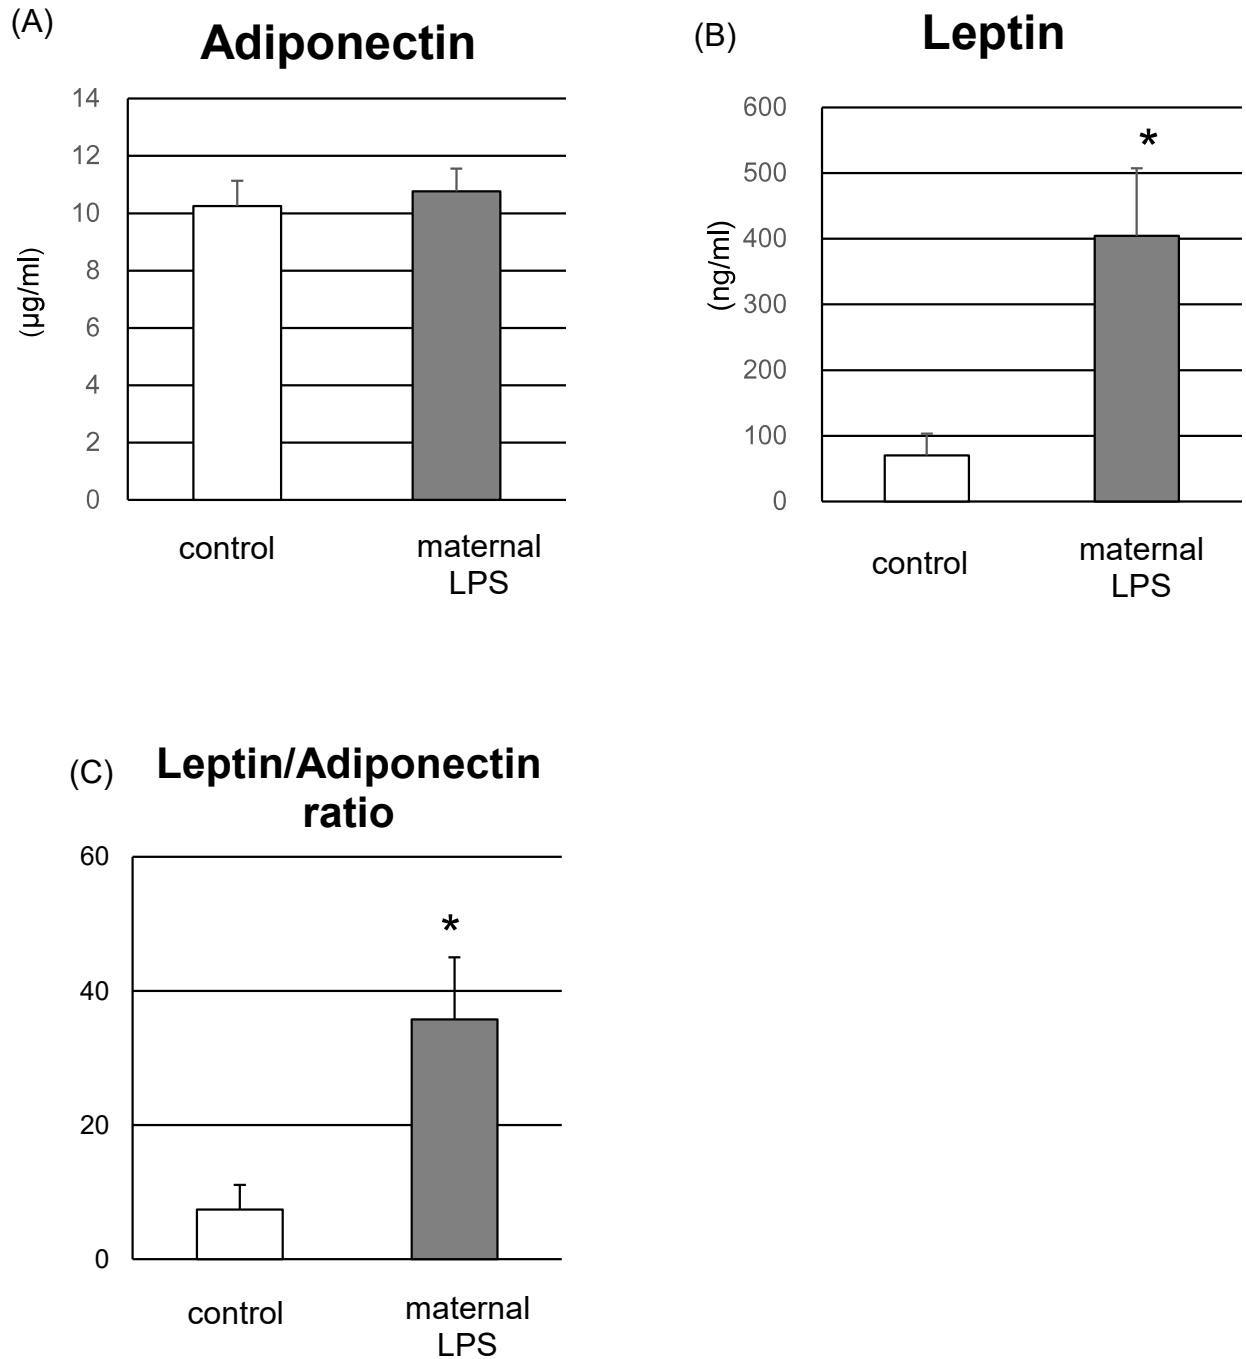 (A)
Adiponectin
14
12
10
8
6
4
2
0
(µg/ml)
control
maternal
LPS
(B)
Leptin
600
500
400
300
200
100
0
(ng/ml)
*
control
maternal
LPS
(C)
Leptin/Adiponectin
ratio
60
40
20
0
*
control
maternal
LPS